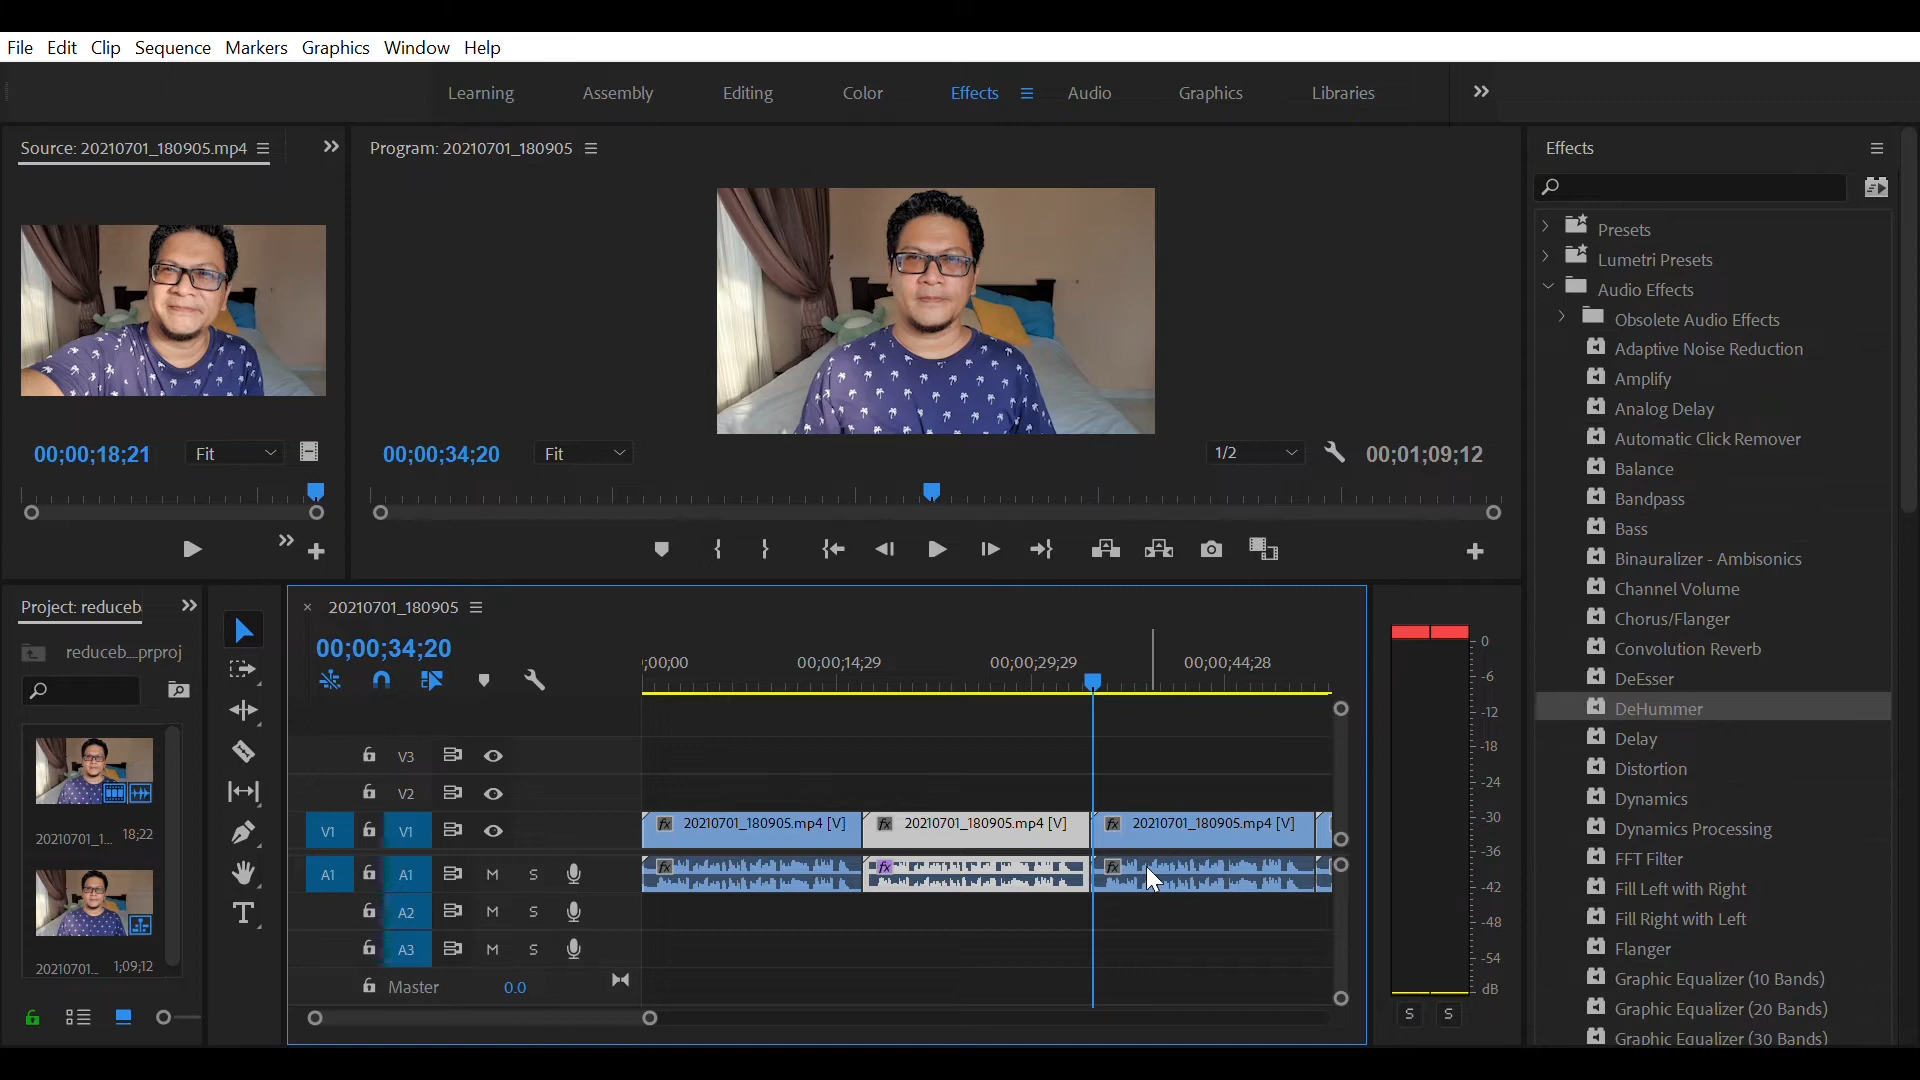 File Edit Clip Sequence Markers Graphics Window Help
Learning Assembly Editing Color Effects Audio Graphics Libraries
Source: 20210701_180905.mp4
Program: 20210701_180905
Effects
Presets
Lumetri Presets
Audio Effects
Obsolete Audio Effects
Adaptive Noise Reduction
Amplify
Analog Delay
Automatic Click Remover
Balance
Bandpass
Bass
Binauralizer - Ambisonics
Channel Volume
Chorus/Flanger
Convolution Reverb
DeEsser
DeHummer
Delay
Distortion
Dynamics
Dynamics Processing
FFT Filter
Fill Left with Right
Fill Right with Left
Flanger
Graphic Equalizer (10 Bands)
Graphic Equalizer (20 Bands)
Graphic Equalizer (30 Bands)
00;00;18;21 Fit
00;00;34;20 Fit 1/2 00;01;09;12
Project: reduceb
reduceb....prproj
20210701_1... 18;22
20210701_... 1;09;12
20210701_180905
00;00;34;20
;00;00 00;00;14;29 00;00;29;29 00;00;44;28
V3
V2
V1 V1 fx 20210701_180905.mp4 [V] fx 20210701_180905.mp4 [V] fx 20210701_180905.mp4 [V]
A1 A1 M S fx fx fx
A2 M S
A3 M S
Master 0.0
0
-6
-12
-18
-24
-30
-36
-42
-48
-54
dB
S S